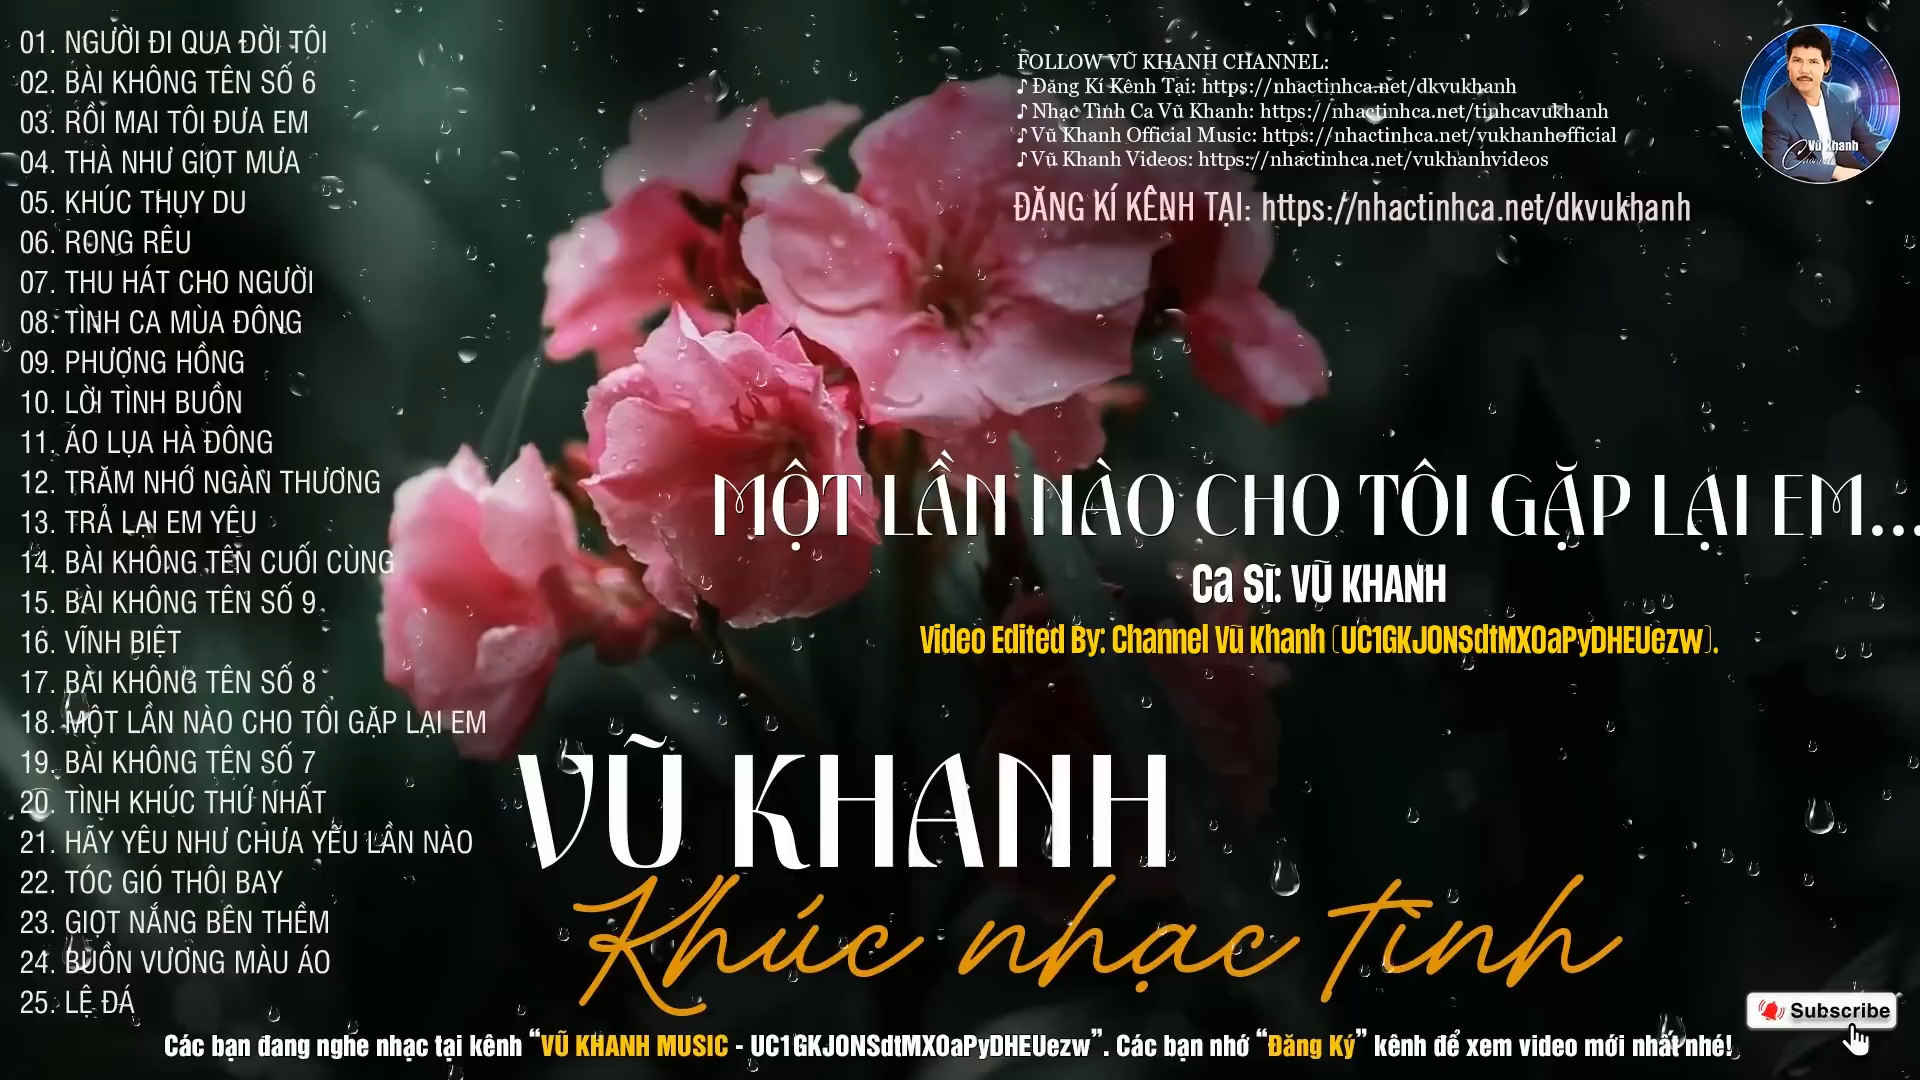 01. NGƯỜI ĐI QUA ĐỜI TÔI
02. BÀI KHÔNG TÊN SỐ 6
03. RỒI MAI TÔI ĐƯA EM
04. THÀ NHƯ GIỌT MƯA
05. KHÚC THỤY DU
06. RONG RÊU
07. THU HÁT CHO NGƯỜI
08. TÌNH CA MÙA ĐÔNG
09. PHƯỢNG HỒNG
10. LỜI TÌNH BUỒN
11. ÁO LỤA HÀ ĐÔNG
12. TRĂM NHỚ NGÀN THƯƠNG
13. TRẢ LẠI EM YÊU
14. BÀI KHÔNG TÊN CUỐI CÙNG
15. BÀI KHÔNG TÊN SỐ 9
16. VĨNH BIỆT
17. BÀI KHÔNG TÊN SỐ 8
18. MỘT LẦN NÀO CHO TÔI GẶP LẠI EM
19. BÀI KHÔNG TÊN SỐ 7
20. TÌNH KHÚC THỨ NHẤT
21. HÃY YÊU NHƯ CHƯA YÊU LẦN NÀO
22. TÓC GIÓ THÔI BAY
23. GIỌT NẮNG BÊN THỀM
24. BUỒN VƯƠNG MÀU ÁO
25. LỆ ĐÁ
FOLLOW VŨ KHANH CHANNEL:
♪ Đăng Kí Kênh Tại: https://nhactinhca.net/dkvukhanh
♪ Nhạc Tình Ca Vũ Khanh: https://nhactinhca.net/tinhcavukhanh
♪ Vũ Khanh Official Music: https://nhactinhca.net/vukhanhofficial
♪ Vũ Khanh Videos: https://nhactinhca.net/vukhanhvideos
ĐĂNG KÍ KÊNH TẠI: https://nhactinhca.net/dkvukhanh
Vũ Khanh
Channel
MỘT LẦN NÀO CHO TÔI GẶP LẠI EM...
Ca Sĩ: VŨ KHANH
Video Edited By: Channel Vũ Khanh (UC1GKJONSdtMXOaPyDHEUezw).
VŨ KHANH
Khúc nhạc tình
Subscribe
Các bạn đang nghe nhạc tại kênh “VŨ KHANH MUSIC - UC1GKJONSdtMXOaPyDHEUezw”. Các bạn nhớ “Đăng Ký” kênh để xem video mới nhất nhé!